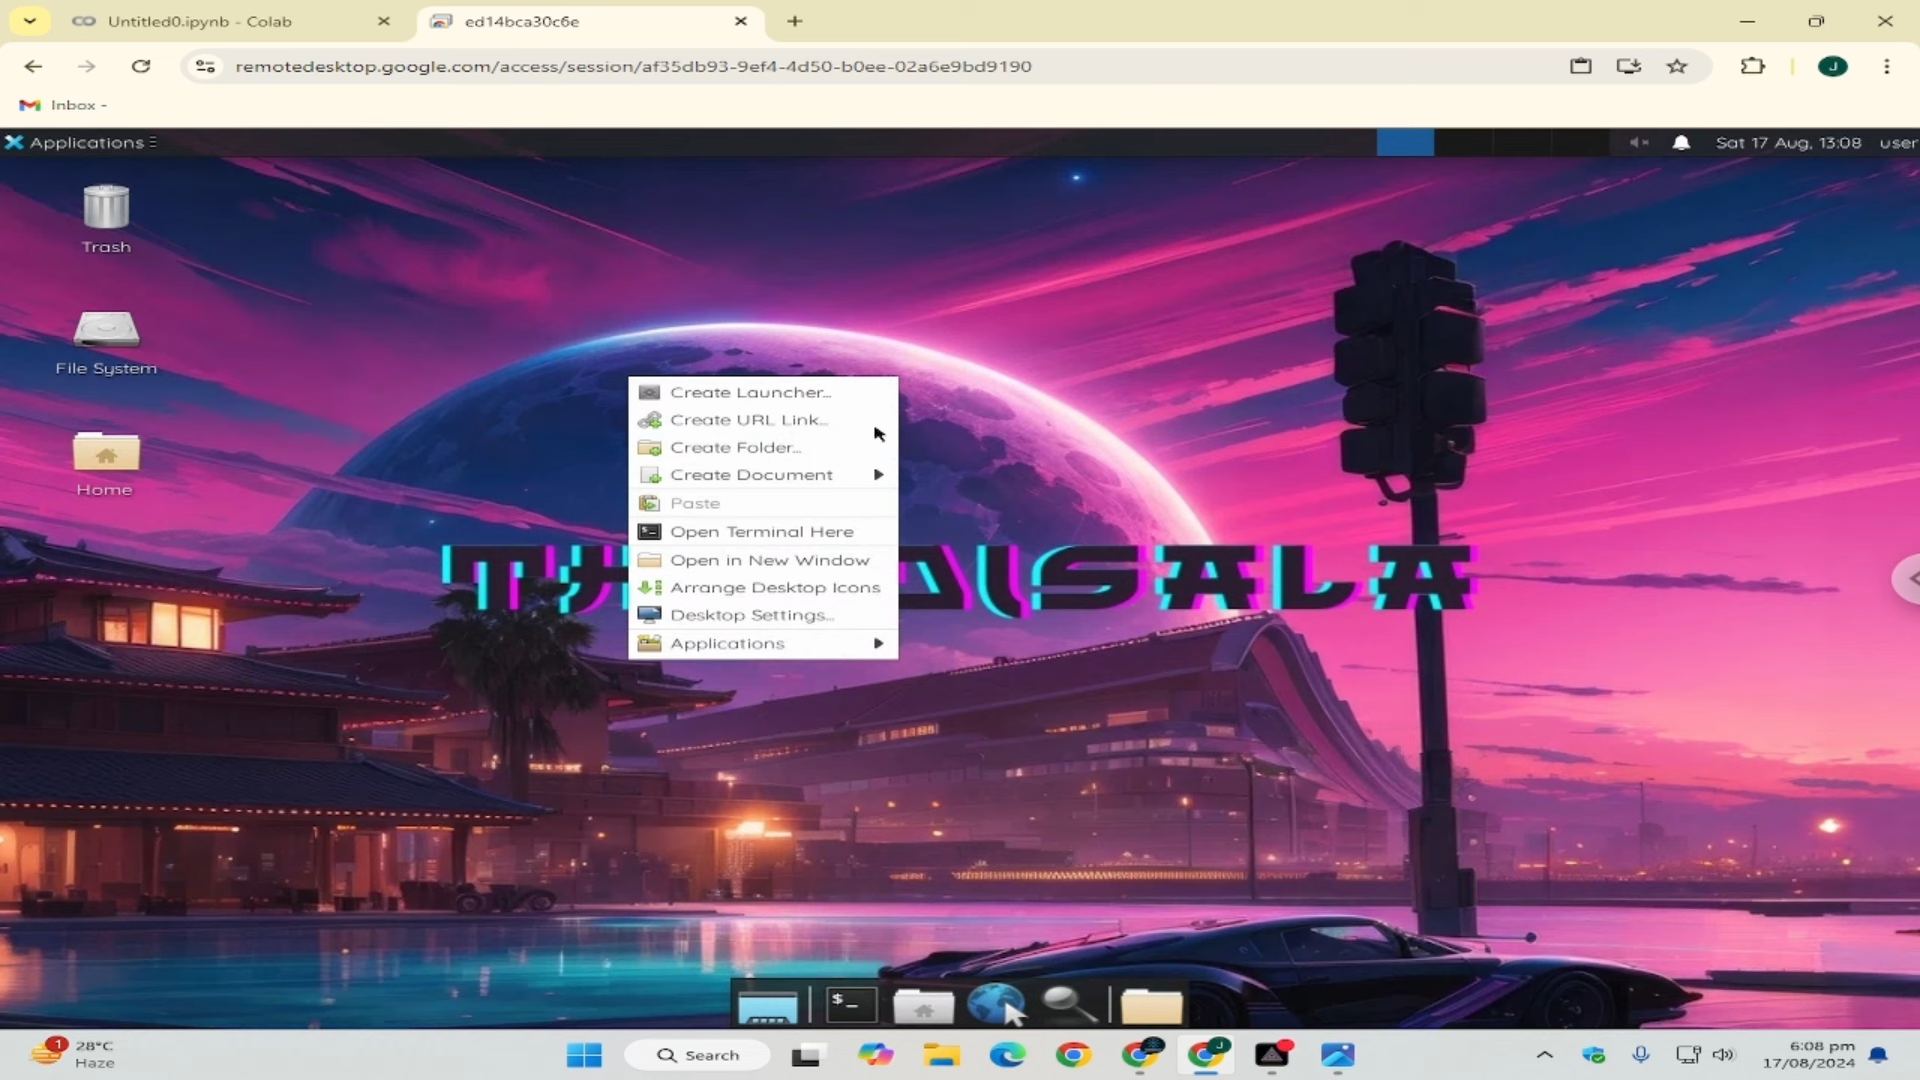 Untitled0.ipynb - Colab
ed14bca30c6e
remotedesktop.google.com/access/session/af35db93-9ef4-4d50-b0ee-02a6e9bd9190
J
Inbox -
Applications
Sat 17 Aug, 13:08 user
Trash
File System
Home
Create Launcher...
Create URL Link...
Create Folder...
Create Document
Paste
Open Terminal Here
Open in New Window
Arrange Desktop Icons
Desktop Settings...
Applications
$_
1
28°C
Haze
Search
J
6:08 pm
17/08/2024